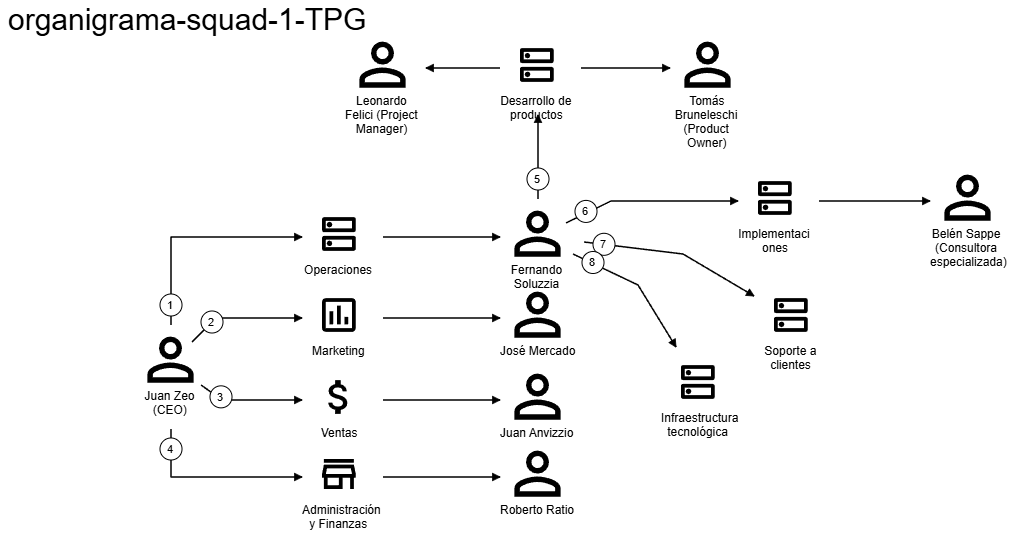 organigrama-squad-1-TPG
Leonardo
Felici (Project
Manager)
Desarrollo de
productos
Tomás
Bruneleschi
(Product
Owner)
5
6
Implementaci
ones
Belén Sappe
(Consultora
especializada)
Operaciones
Fernando
Soluzzia
7
8
1
2
Marketing
José Mercado
Soporte a
clientes
Juan Zeo
(CEO)
3
Ventas
Juan Anvizzio
Infraestructura
tecnológica
4
Administración
y Finanzas
Roberto Ratio